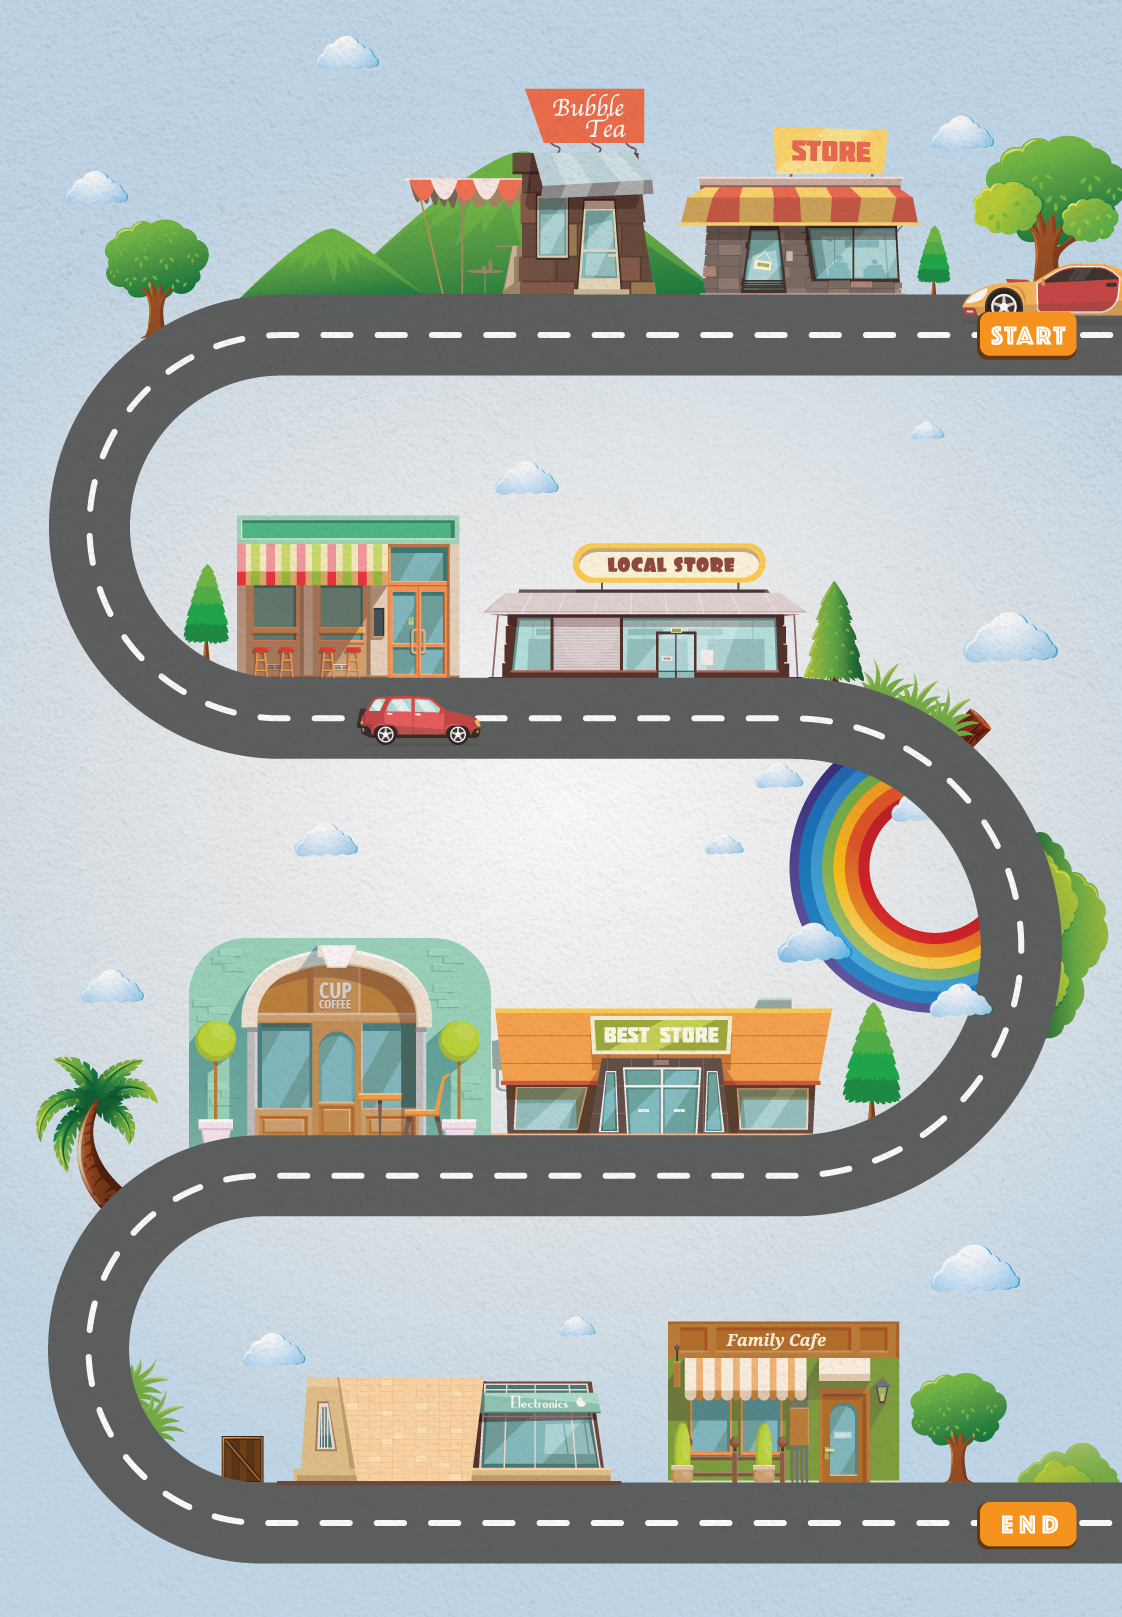 Bubble
Tea
STORE
START
LOCAL STORE
CUP
COFFEE
BEST STORE
Family Cafe
Electronics
END